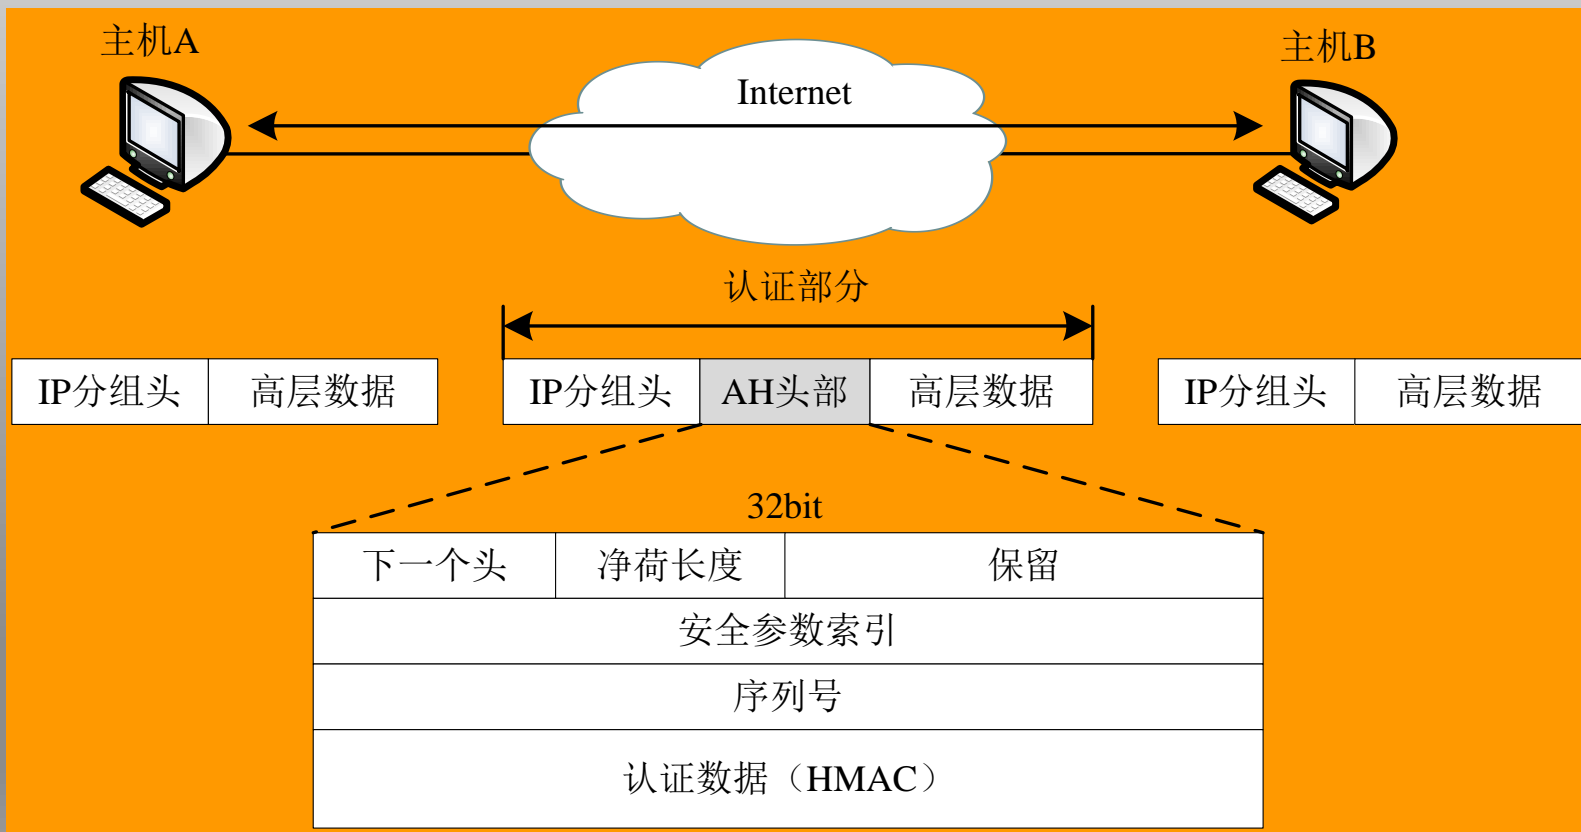 主机A
主机B
Internet
认证部分
IP分组头 高层数据 IP分组头 AH头部 高层数据 IP分组头 高层数据
32bit
下一个头 净荷长度 保留
安全参数索引
序列号
认证数据（HMAC）